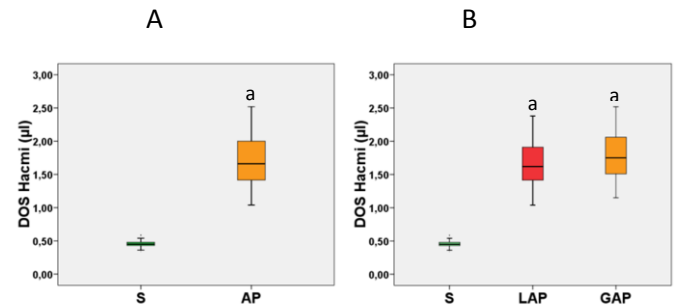 A
B
DOS Hacmi (µl)
3,00
2,50
2,00
1,50
1,00
0,50
0,00
a
S
AP
DOS Hacmi (µl)
3,00
2,50
2,00
1,50
1,00
0,50
0,00
a
a
S
LAP
GAP